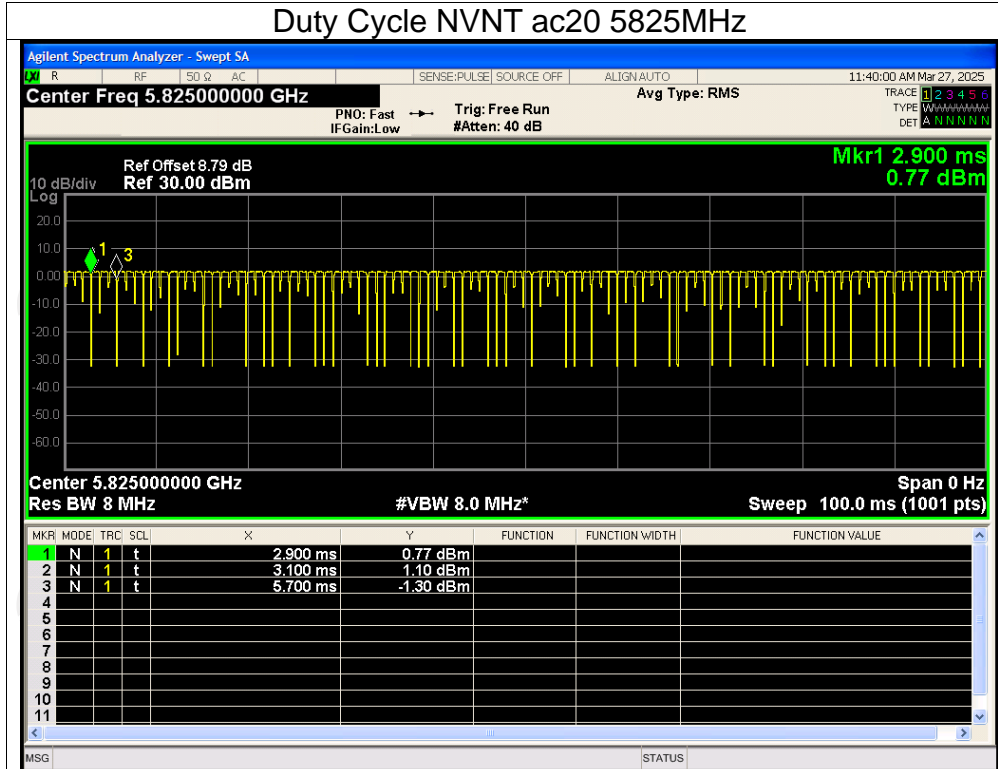 Duty Cycle NVNT ac20 5825MHz
Agilent Spectrum Analyzer - Swept SA
LXI R RF 50 Ω AC SENSE:PULSE SOURCE OFF ALIGN AUTO 11:40:00 AM Mar 27, 2025
Center Freq 5.825000000 GHz Avg Type: RMS TRACE 1 2 3 4 5 6
PNO: Fast Trig: Free Run TYPE WWWWWW
IFGain:Low #Atten: 40 dB DET A N N N N N
Mkr1 2.900 ms
Ref Offset 8.79 dB
10 dB/div Ref 30.00 dBm 0.77 dBm
Log
20.0
10.0
1 3
0.00
-10.0
-20.0
-30.0
-40.0
-50.0
-60.0
Center 5.825000000 GHz Span 0 Hz
Res BW 8 MHz #VBW 8.0 MHz* Sweep 100.0 ms (1001 pts)
MKR MODE TRC SCL X Y FUNCTION FUNCTION WIDTH FUNCTION VALUE
1 N 1 t 2.900 ms 0.77 dBm
2 N 1 t 3.100 ms 1.10 dBm
3 N 1 t 5.700 ms -1.30 dBm
4
5
6
7
8
9
10
11
MSG STATUS